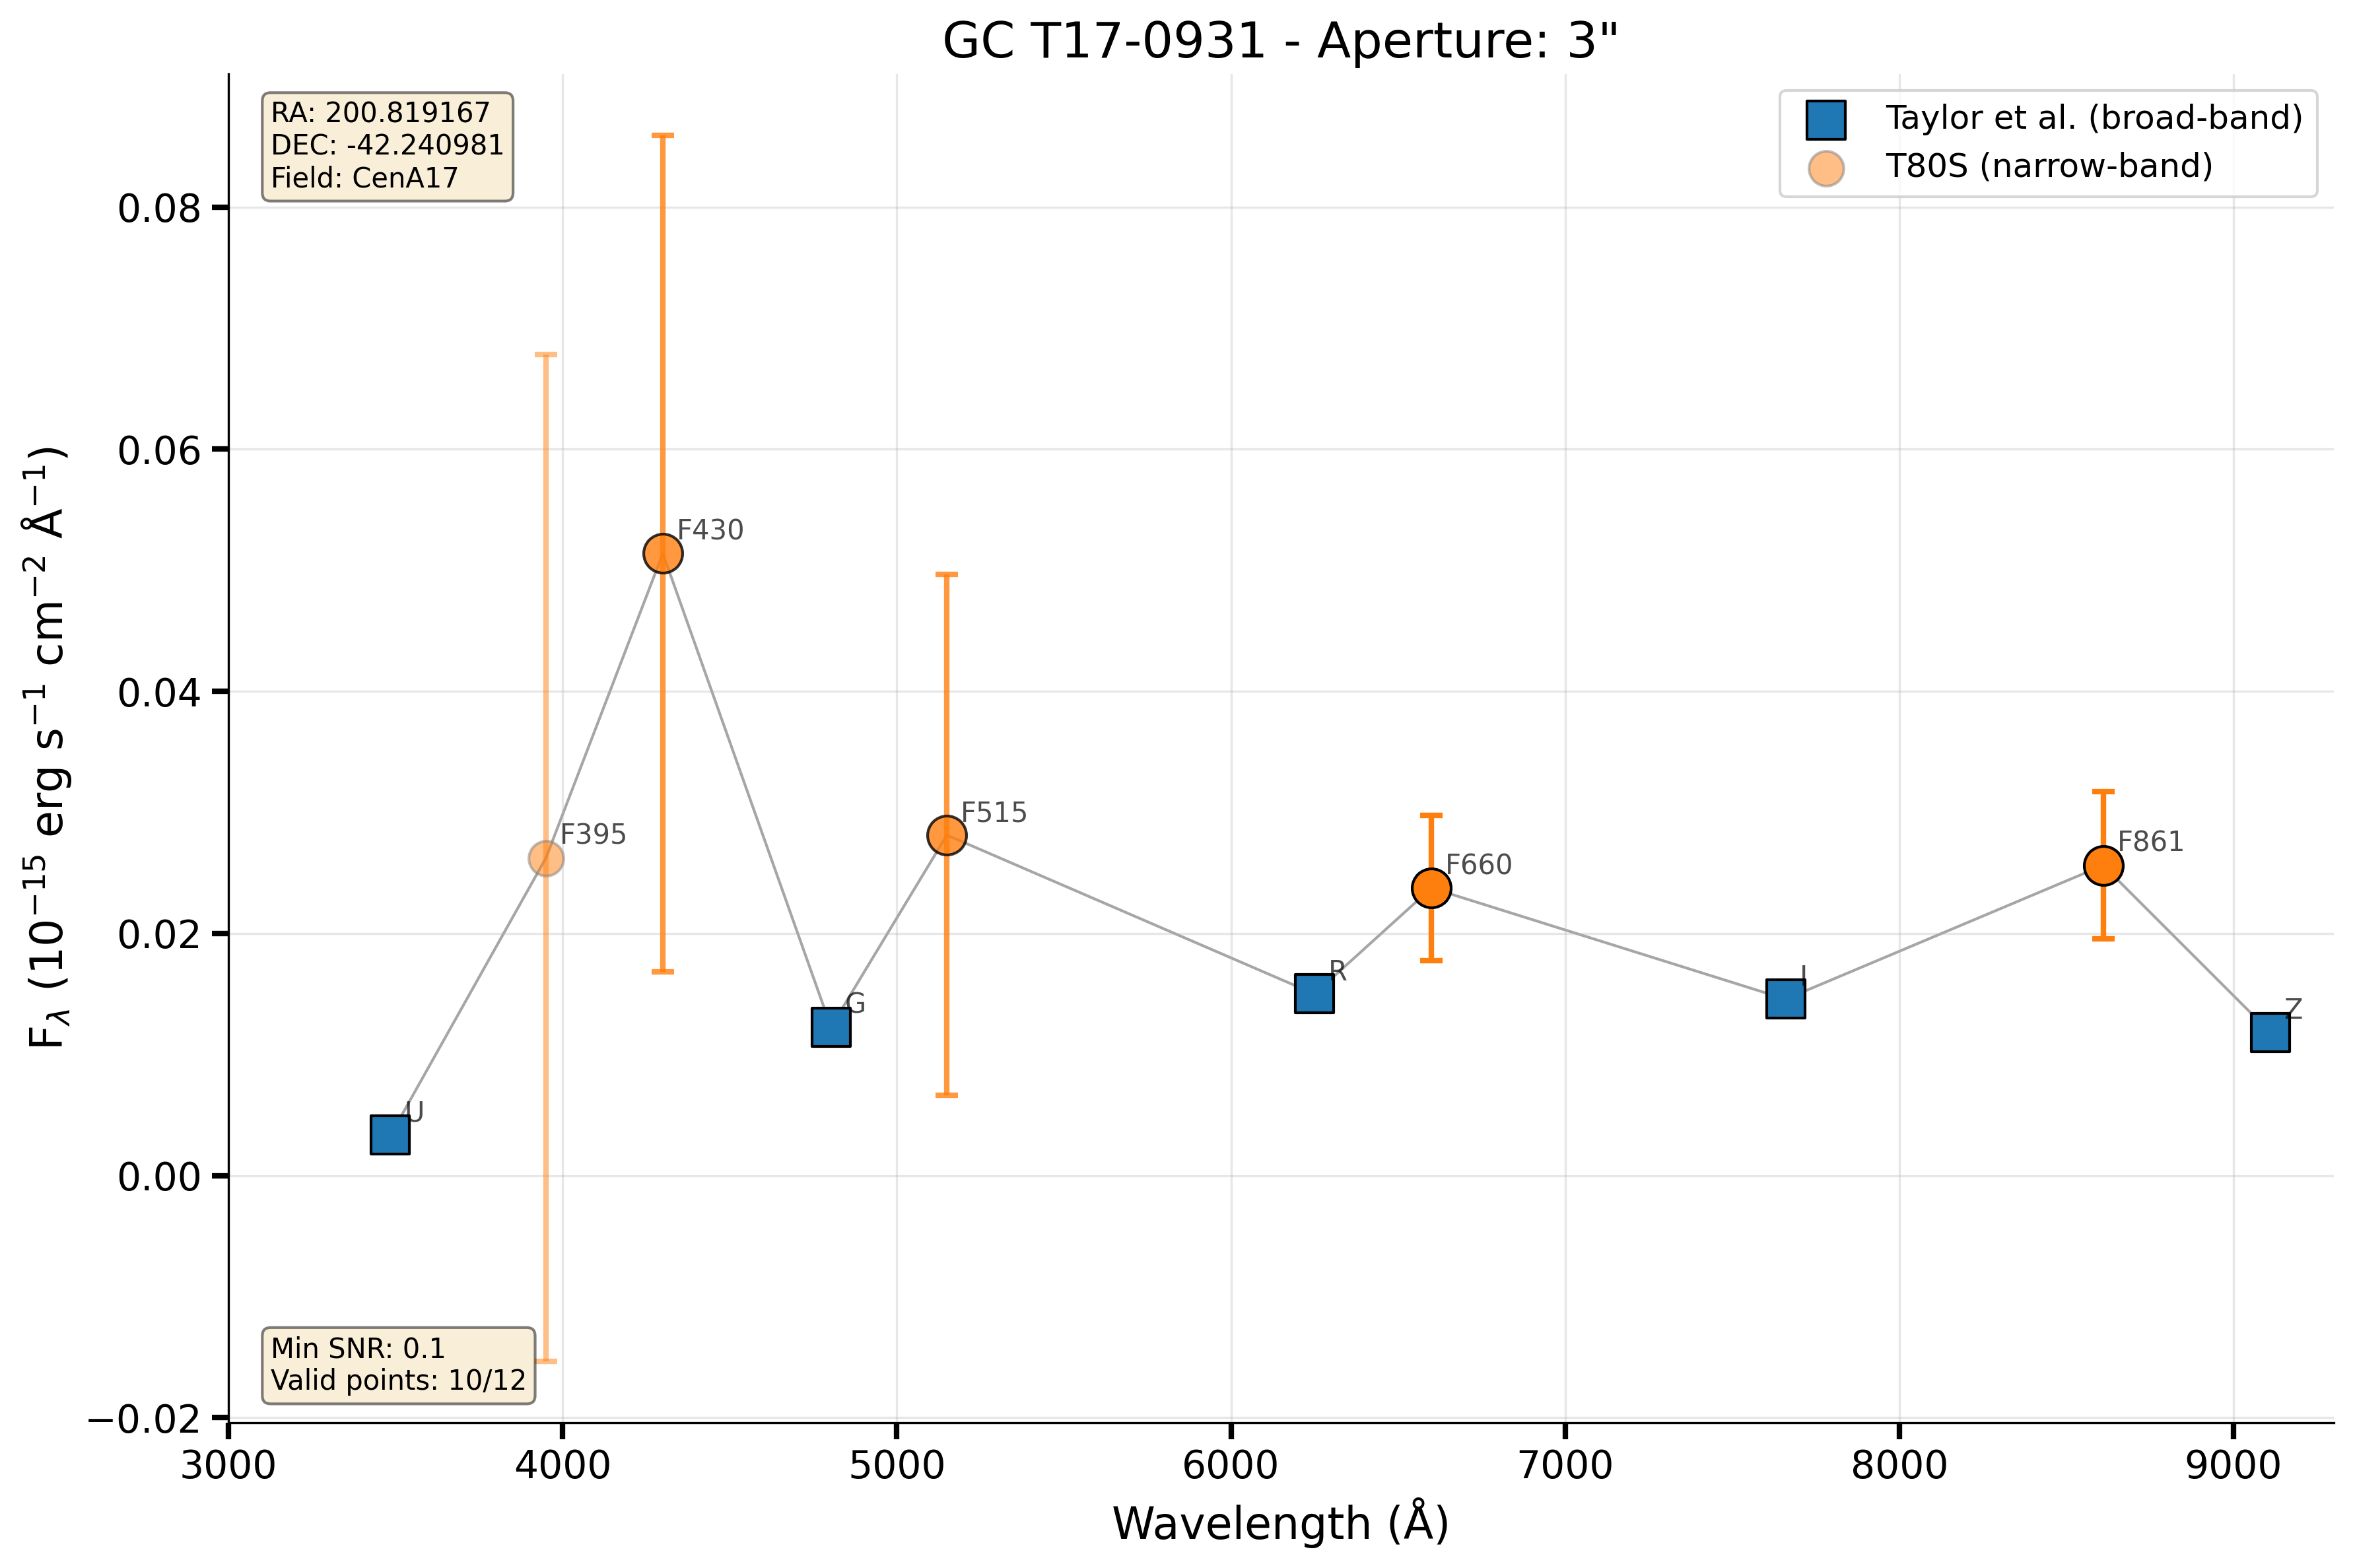 GC T17-0931 - Aperture: 3"
RA: 200.819167
DEC: -42.240981
Field: CenA17
Taylor et al. (broad-band)
T80S (narrow-band)
F_λ (10⁻¹⁵ erg s⁻¹ cm⁻² Å⁻¹)
0.08
0.06
0.04
0.02
0.00
−0.02
F430
F395
F515
F660
F861
R
I
G
Z
U
Min SNR: 0.1
Valid points: 10/12
3000 4000 5000 6000 7000 8000 9000
Wavelength (Å)